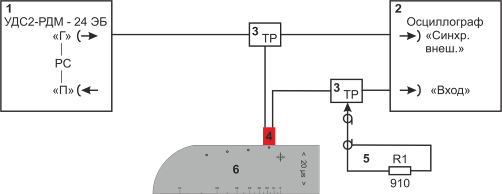 1
УДС2-РДМ - 24 ЭБ
«Г»
РС
«П»
3
ТР
2
Осциллограф
«Синхр.
внеш.»
3
ТР
«Вход»
4
5
R1
910
6
< 20 µs >